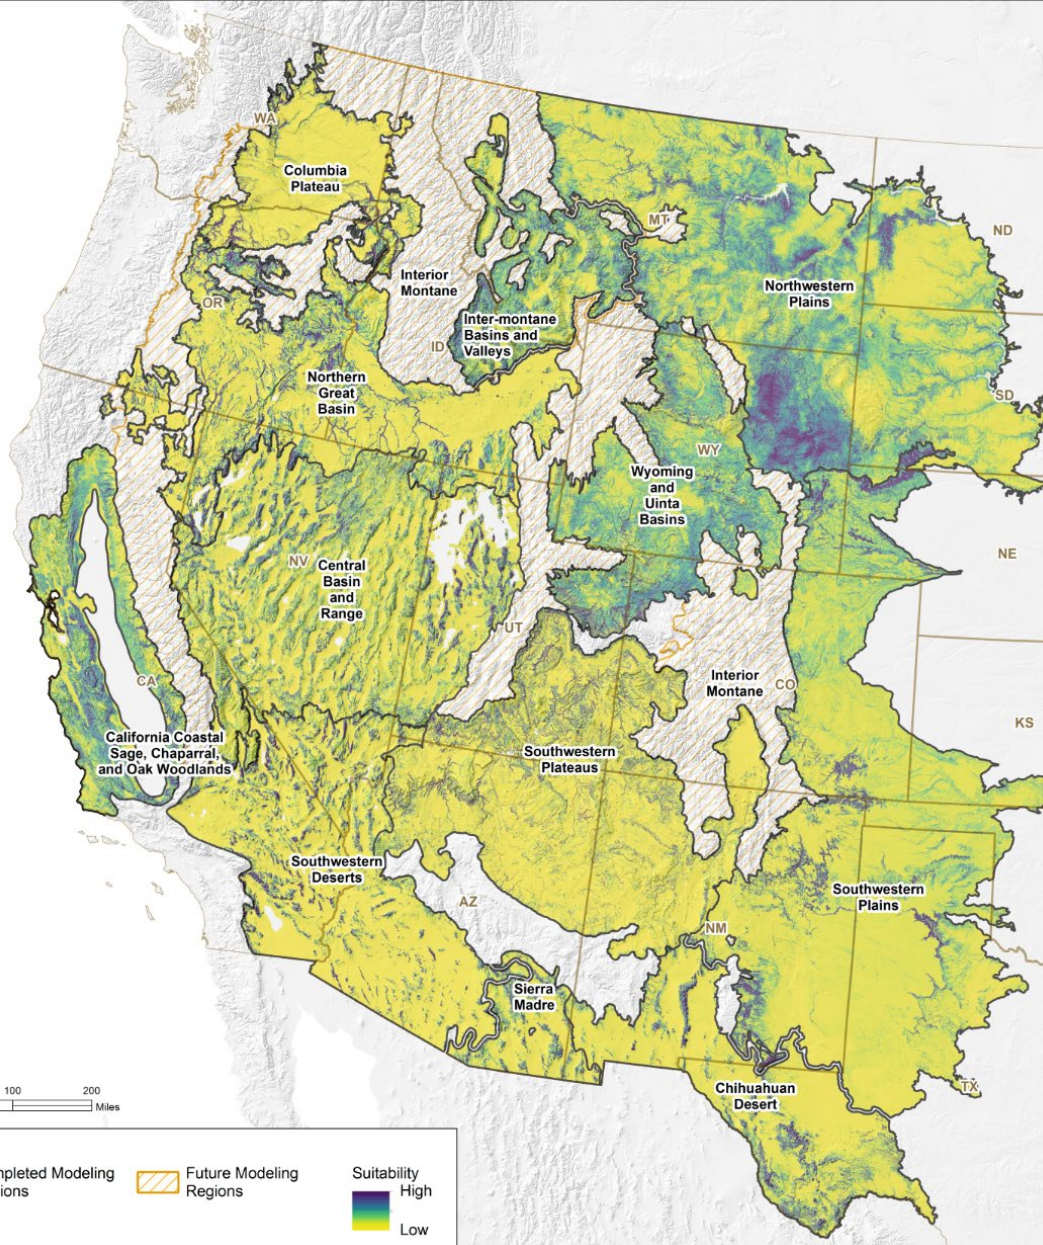 WA
Columbia
Plateau
MT
ND
Interior
Montane
Northwestern
Plains
OR
Inter-montane
Basins and
Valleys
ID
Northern
Great
Basin
SD
WY
Wyoming
and
Uinta
Basins
NE
NV
Central
Basin
and
Range
UT
Interior
Montane
CO
CA
KS
California Coastal
Sage, Chaparral,
and Oak Woodlands
Southwestern
Plateaus
Southwestern
Deserts
AZ
Southwestern
Plains
NM
Sierra
Madre
Chihuahuan
Desert
TX
100 200
Miles
mpleted Modeling
ions
Future Modeling
Regions
Suitability
High
Low